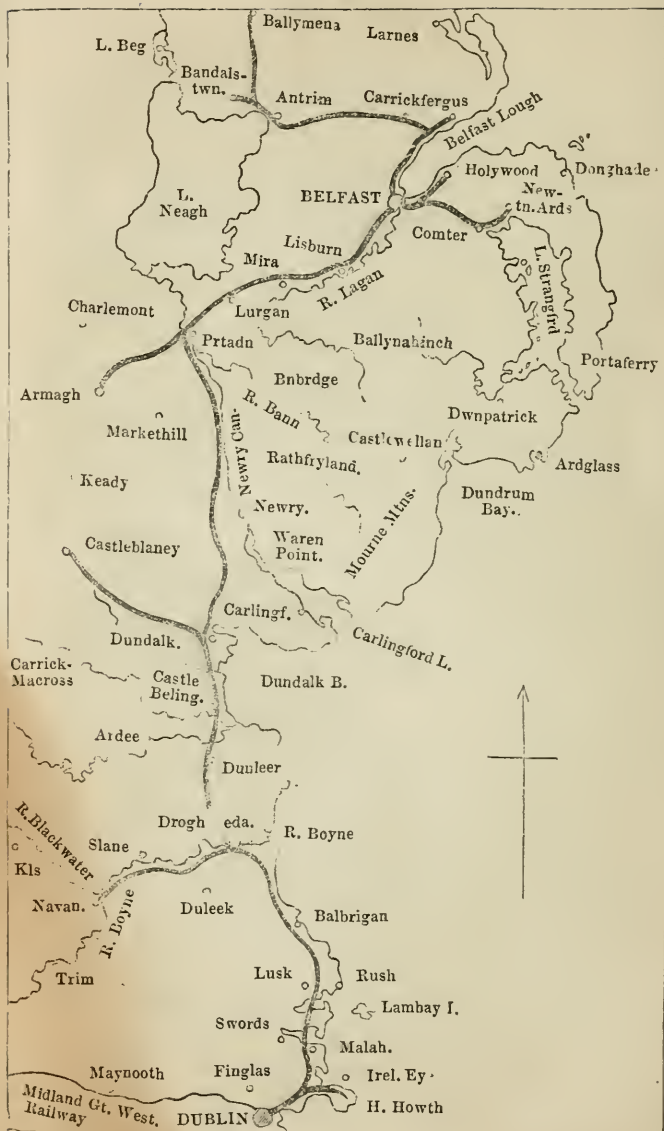 Ballymena
Larnes
L. Beg
Bandals-
twn.
Antrim
Carrickfergus
Belfast Lough
Holywood
Donghade
L.
Neagh
BELFAST
New-
tn.Ards
Comter
Lisburn
Mira
R. Lagan
L. Strangfrd
Charlemont
Lurgan
Prtadn
Ballynahinch
Portaferry
Armagh
Bnbrdge
R. Bann
Dwnpatrick
Markethill
Newry Can-
Castlewellan
Ardglass
Keady
Rathfryland.
Mourne Mtns.
Dundrum
Bay..
Newry.
Waren
Point.
Castleblaney
Carlingf.
Carlingford L.
Dundalk.
Carrick-
Macross
Castle
Beling.
Dundalk B.
Ardee
Dunleer
Drogh eda.
R. Boyne
R. Blackwater
Slane
Kls
Navan.
R. Boyne
Duleek
Balbrigan
Trim
Lusk
Rush
Lambay I.
Swords
Malah.
Maynooth
Finglas
Irel. Ey.
Midland Gt. West.
Railway
DUBLIN
H. Howth